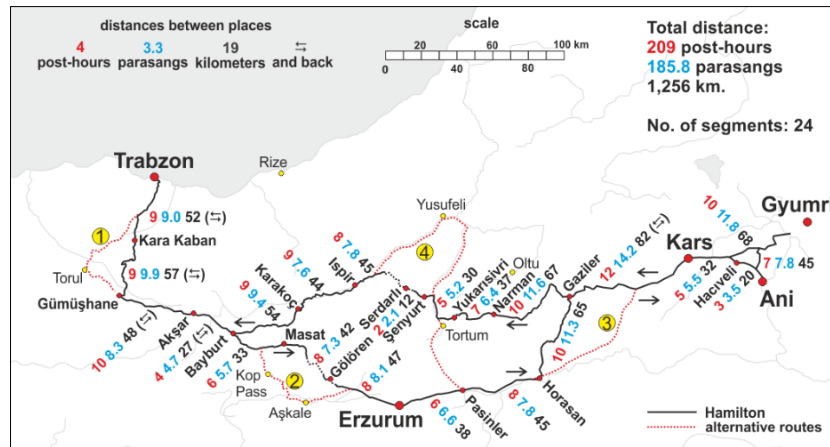 distances between places
4 3.3 19 ⇆
post-hours parasangs kilometers and back
scale
20 60 100 km
40 80
Total distance:
209 post-hours
185.8 parasangs
1,256 km.
No. of segments: 24
Trabzon
Rize
Yusufeli
Gyumri
9 9.0 52 (⇆)
1
Kara Kaban
Torul
9 9.9 57 (⇆)
Gümüşhane
10 8.3 48 (⇆)
Akşar
4 4.7 27 (⇆)
Bayburt
6 5.7 33
Masat
9 9.4 54
Karakoç
9 7.6 44
Ispir
8 7.8 45
4
Serdarlı
2 2.1 12
Şenyurt
5 5.2 30
Yukarısivri
7 6.4 37
Narman
Oltu
10 11.6 67
Gaziler
12 14.2 82 (⇆)
Kars
10 11.8 68
5 5.5 32
Hacıveli
3 3.5 20
7 7.8 45
Ani
Tortum
10 11.3 65
3
Kop
Pass
2
Aşkale
8 7.3 42
Gölören
8 8.1 47
Erzurum
6 6.6 38
Pasinler
8 7.8 45
Horasan
Hamilton
alternative routes